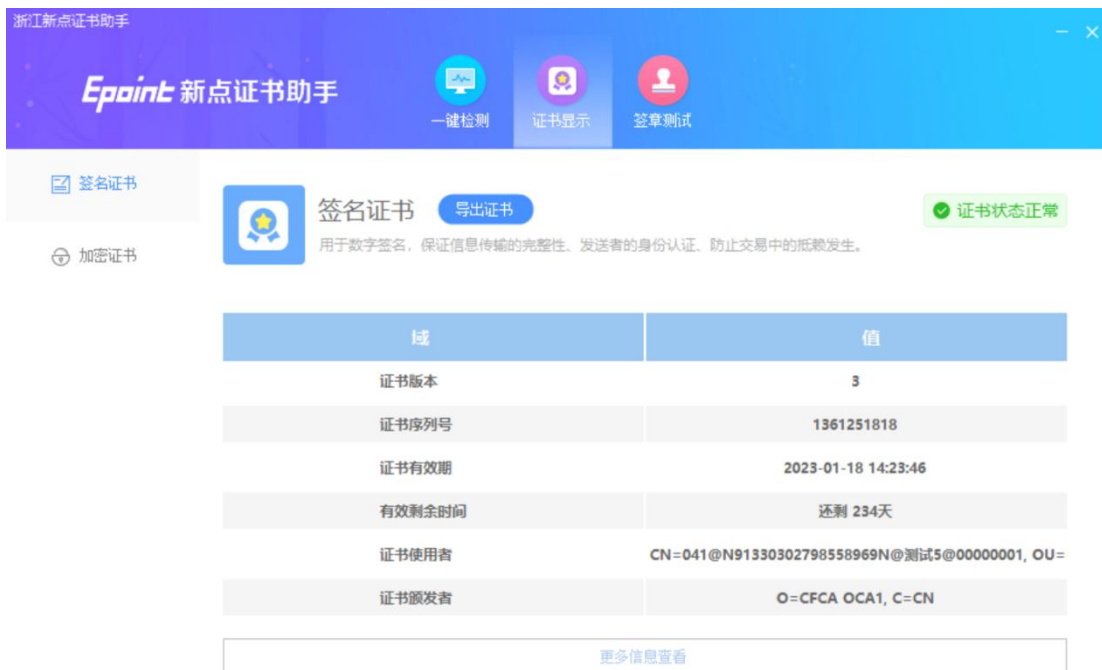 浙江新点证书助手
Epoint 新点证书助手
一键检测 证书显示 签章测试
签名证书
加密证书
签名证书 导出证书
证书状态正常
用于数字签名，保证信息传输的完整性、发送者的身份认证、防止交易中的抵赖发生。
域 值
证书版本 3
证书序列号 1361251818
证书有效期 2023-01-18 14:23:46
有效剩余时间 还剩 234天
证书使用者 CN=041@N91330302798558969N@测试5@00000001, OU=
证书颁发者 O=CFCA OCA1, C=CN
更多信息查看